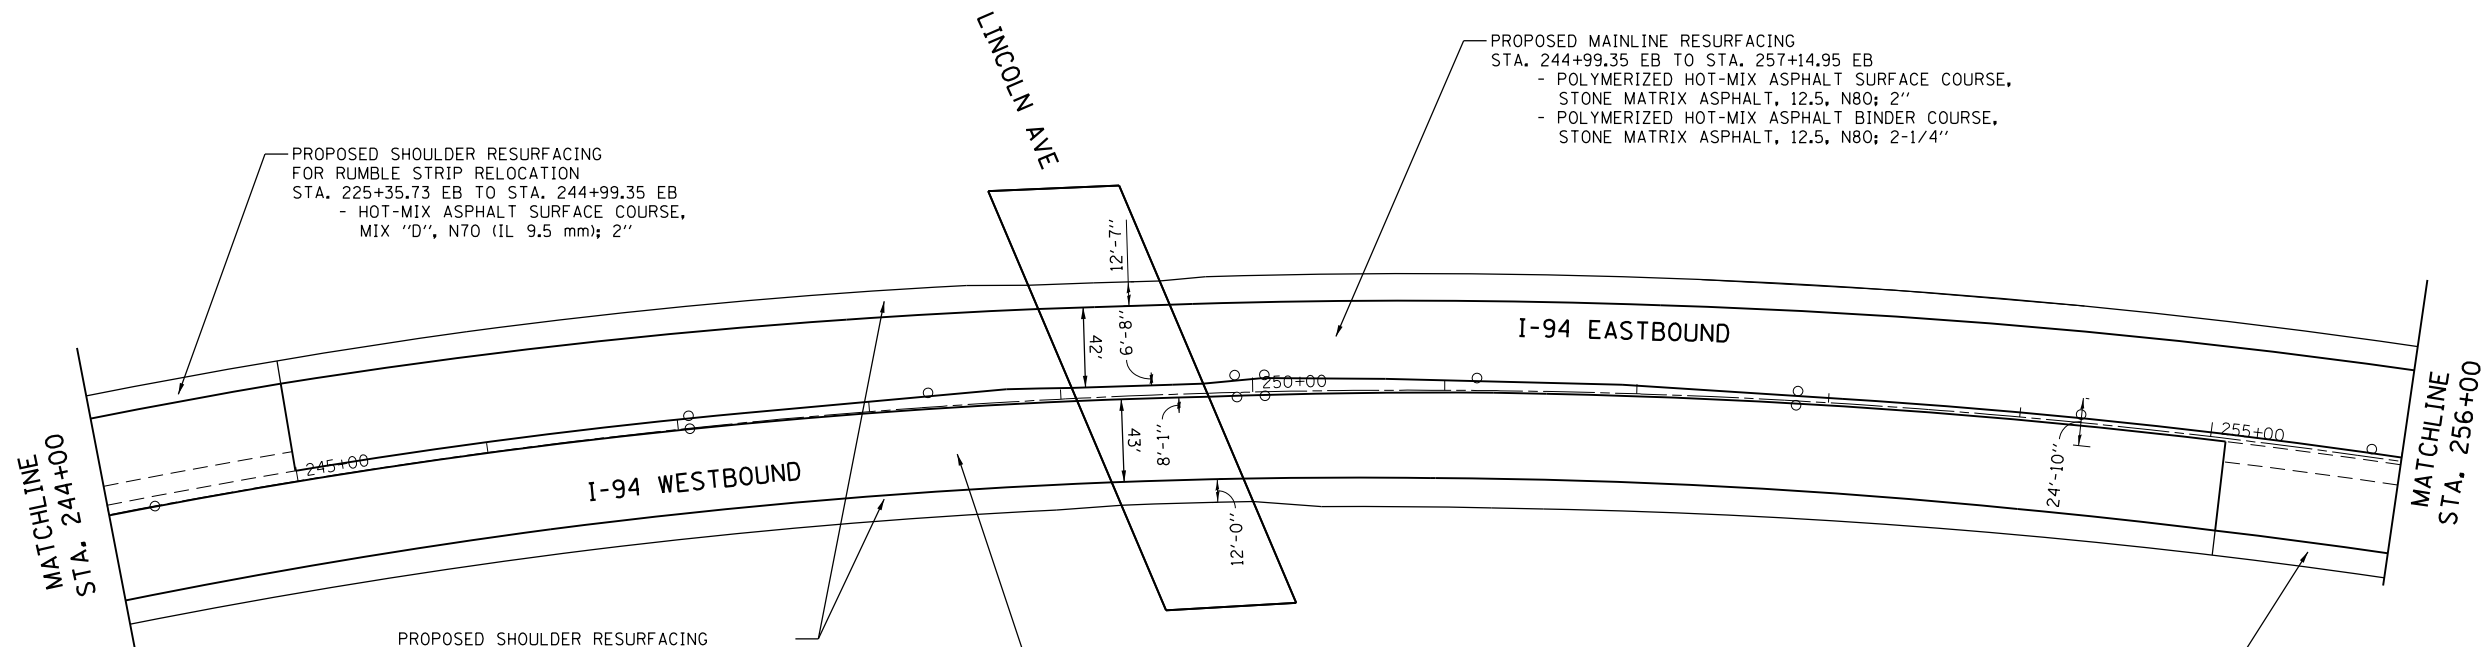 LINCOLN AVE
PROPOSED MAINLINE RESURFACING
STA. 244+99.35 EB TO STA. 257+14.95 EB
- POLYMERIZED HOT-MIX ASPHALT SURFACE COURSE,
STONE MATRIX ASPHALT, 12.5, N80; 2''
- POLYMERIZED HOT-MIX ASPHALT BINDER COURSE,
STONE MATRIX ASPHALT, 12.5, N80; 2-1/4''
PROPOSED SHOULDER RESURFACING
FOR RUMBLE STRIP RELOCATION
STA. 225+35.73 EB TO STA. 244+99.35 EB
- HOT-MIX ASPHALT SURFACE COURSE,
MIX ''D'', N70 (IL 9.5 mm); 2''
12'-7''
I-94 EASTBOUND
42'
9'-8''
250+00
MATCHLINE
STA. 244+00
245+00
I-94 WESTBOUND
43'
8'-1''
12'-0''
24'-10''
255+00
MATCHLINE
STA. 256+00
PROPOSED SHOULDER RESURFACING